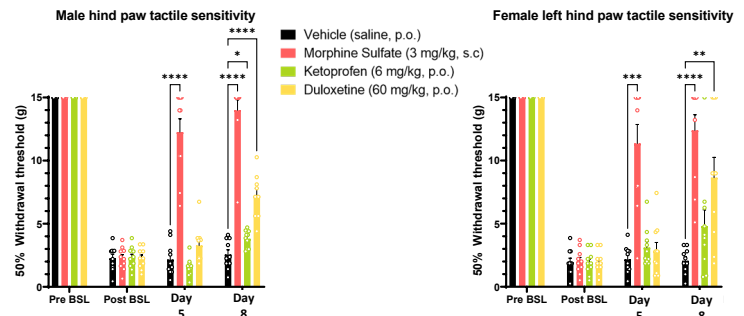 Male hind paw tactile sensitivity
Female left hind paw tactile sensitivity
Vehicle (saline, p.o.)
Morphine Sulfate (3 mg/kg, s.c)
Ketoprofen (6 mg/kg, p.o.)
Duloxetine (60 mg/kg, p.o.)
****
*
**** ****
50% Withdrawal threshold (g)
15
10
5
0
Pre BSL Post BSL Day 5 Day 8
**
*** ****
50% Withdrawal threshold (g)
15
10
5
0
Pre BSL Post BSL Day Day